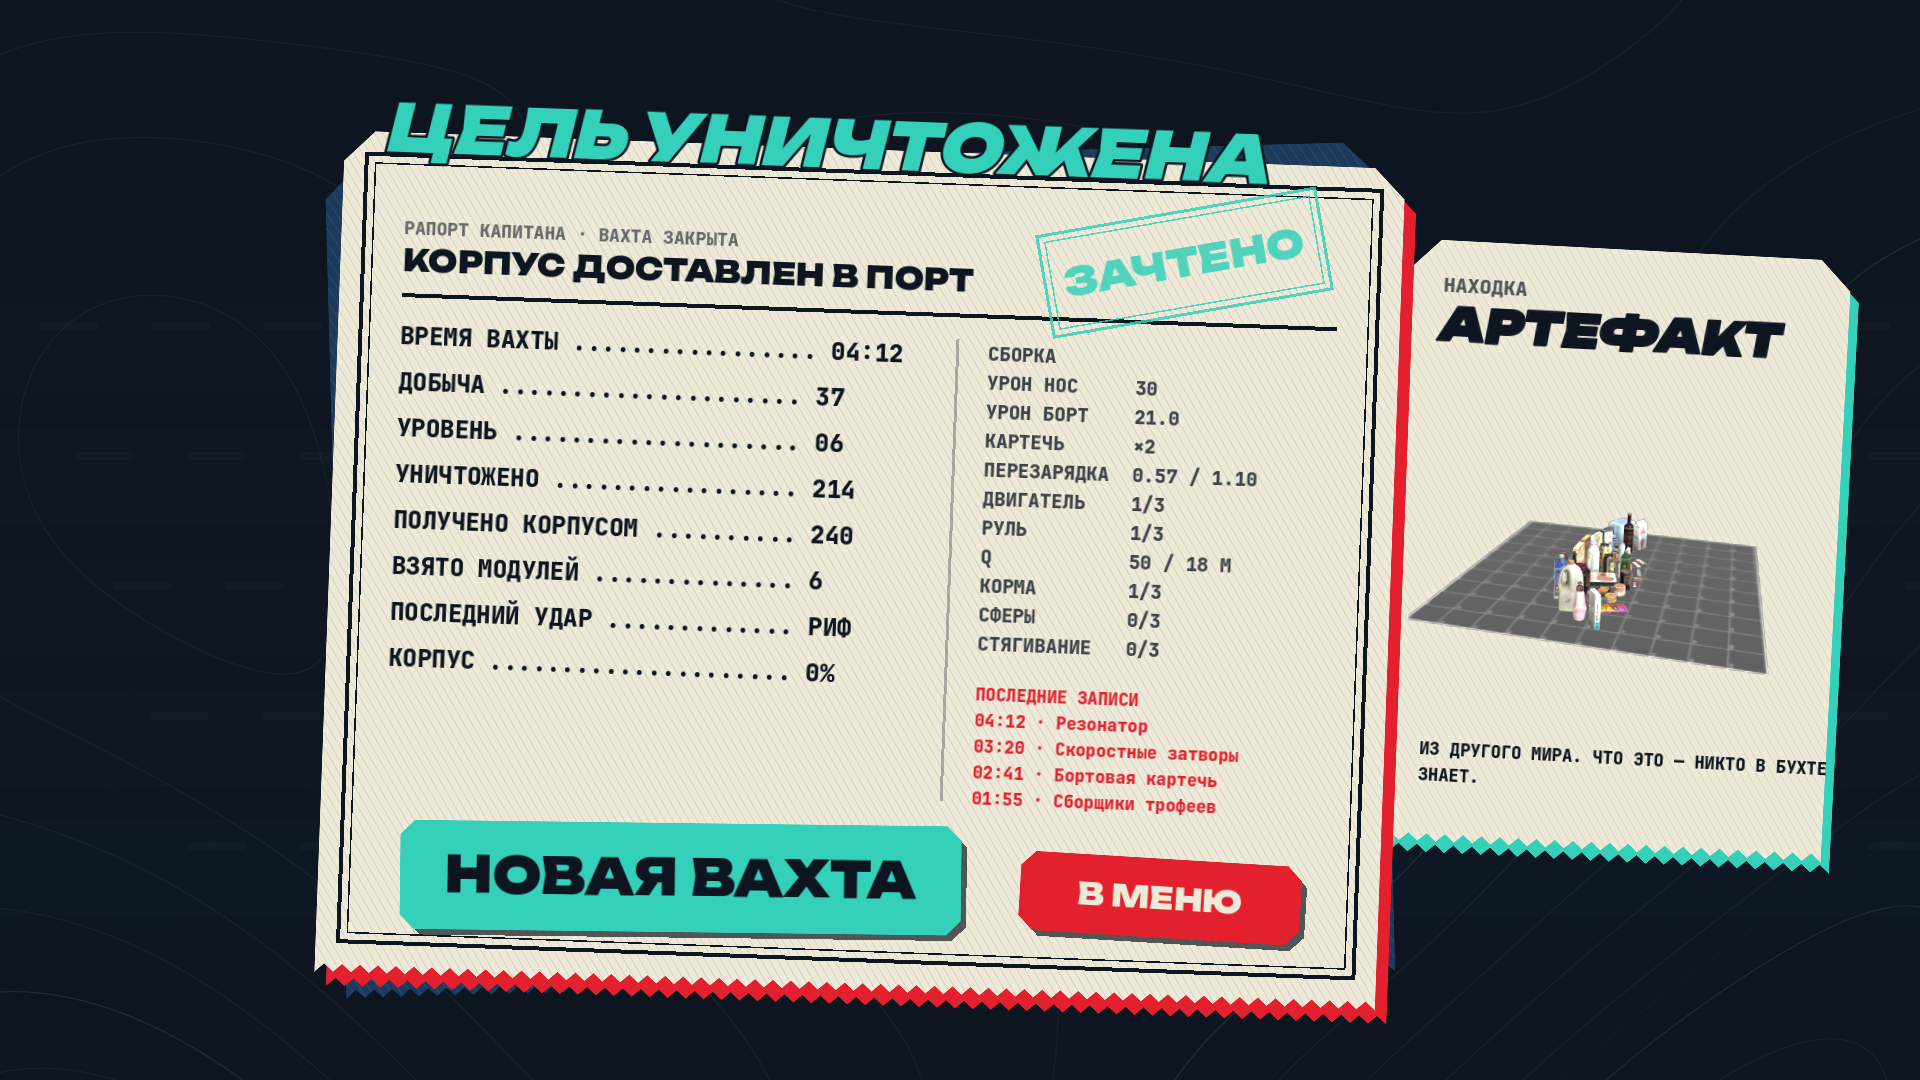 ЦЕЛЬ УНИЧТОЖЕНА
РАПОРТ КАПИТАНА · ВАХТА ЗАКРЫТА
КОРПУС ДОСТАВЛЕН В ПОРТ
ЗАЧТЕНО
ВРЕМЯ ВАХТЫ ................. 04:12
ДОБЫЧА ..................... 37
УРОВЕНЬ .................... 06
УНИЧТОЖЕНО ................. 214
ПОЛУЧЕНО КОРПУСОМ .......... 240
ВЗЯТО МОДУЛЕЙ .............. 6
ПОСЛЕДНИЙ УДАР ............. РИФ
КОРПУС ..................... 0%
СБОРКА
УРОН НОС 30
УРОН БОРТ 21.0
КАРТЕЧЬ ×2
ПЕРЕЗАРЯДКА 0.57 / 1.10
ДВИГАТЕЛЬ 1/3
РУЛЬ 1/3
Q 50 / 18 М
КОРМА 1/3
СФЕРЫ 0/3
СТЯГИВАНИЕ 0/3
ПОСЛЕДНИЕ ЗАПИСИ
04:12 · Резонатор
03:20 · Скоростные затворы
02:41 · Бортовая картечь
01:55 · Сборщики трофеев
НОВАЯ ВАХТА
В МЕНЮ
НАХОДКА
АРТЕФАКТ
ИЗ ДРУГОГО МИРА. ЧТО ЭТО — НИКТО В БУХТЕ
ЗНАЕТ.